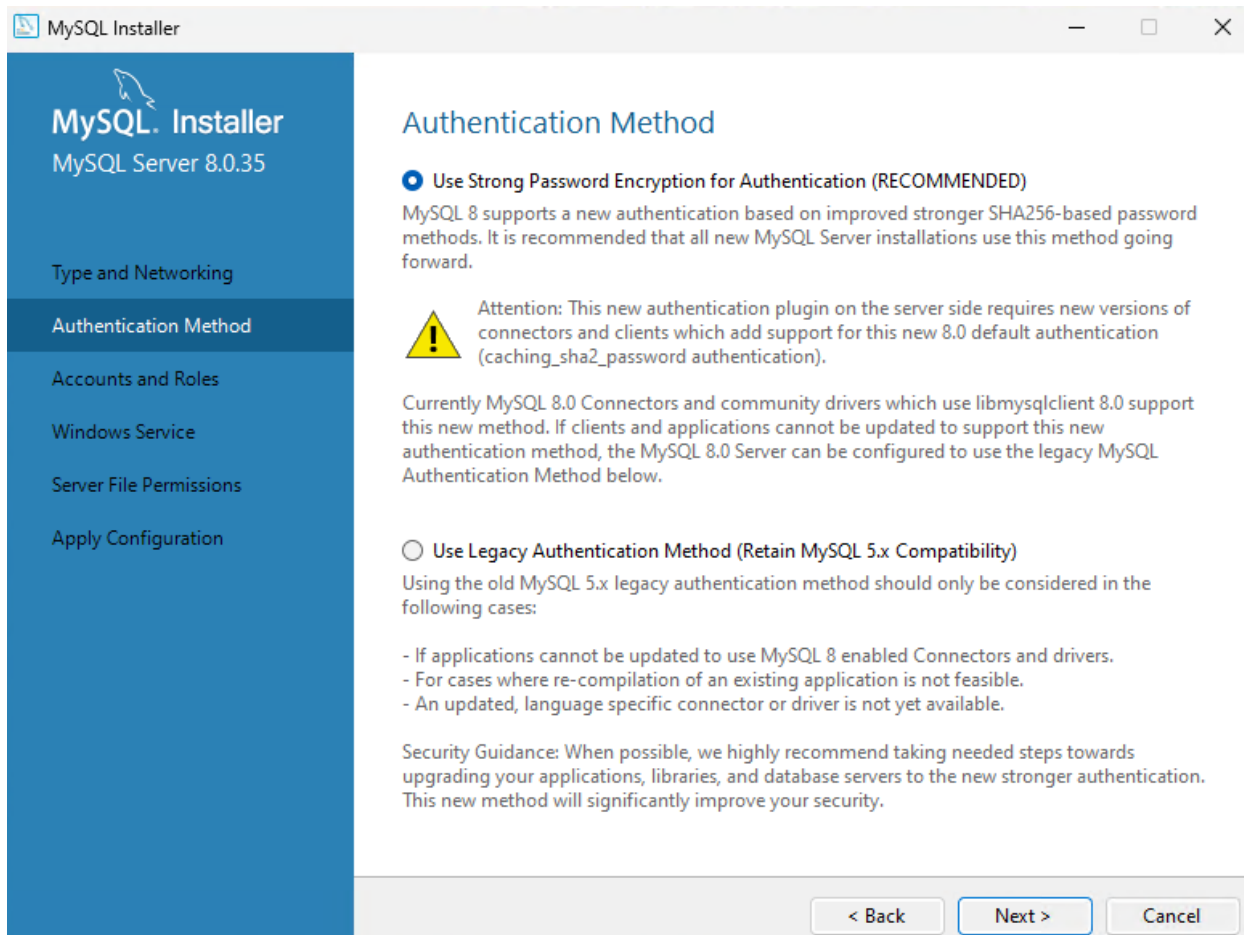 MySQL Installer
MySQL. Installer
MySQL Server 8.0.35
Type and Networking
Authentication Method
Accounts and Roles
Windows Service
Server File Permissions
Apply Configuration
Authentication Method
Use Strong Password Encryption for Authentication (RECOMMENDED)
MySQL 8 supports a new authentication based on improved stronger SHA256-based password
methods. It is recommended that all new MySQL Server installations use this method going
forward.
Attention: This new authentication plugin on the server side requires new versions of
connectors and clients which add support for this new 8.0 default authentication
(caching_sha2_password authentication).
Currently MySQL 8.0 Connectors and community drivers which use libmysqlclient 8.0 support
this new method. If clients and applications cannot be updated to support this new
authentication method, the MySQL 8.0 Server can be configured to use the legacy MySQL
Authentication Method below.
Use Legacy Authentication Method (Retain MySQL 5.x Compatibility)
Using the old MySQL 5.x legacy authentication method should only be considered in the
following cases:
- If applications cannot be updated to use MySQL 8 enabled Connectors and drivers.
- For cases where re-compilation of an existing application is not feasible.
- An updated, language specific connector or driver is not yet available.
Security Guidance: When possible, we highly recommend taking needed steps towards
upgrading your applications, libraries, and database servers to the new stronger authentication.
This new method will significantly improve your security.
< Back
Next >
Cancel